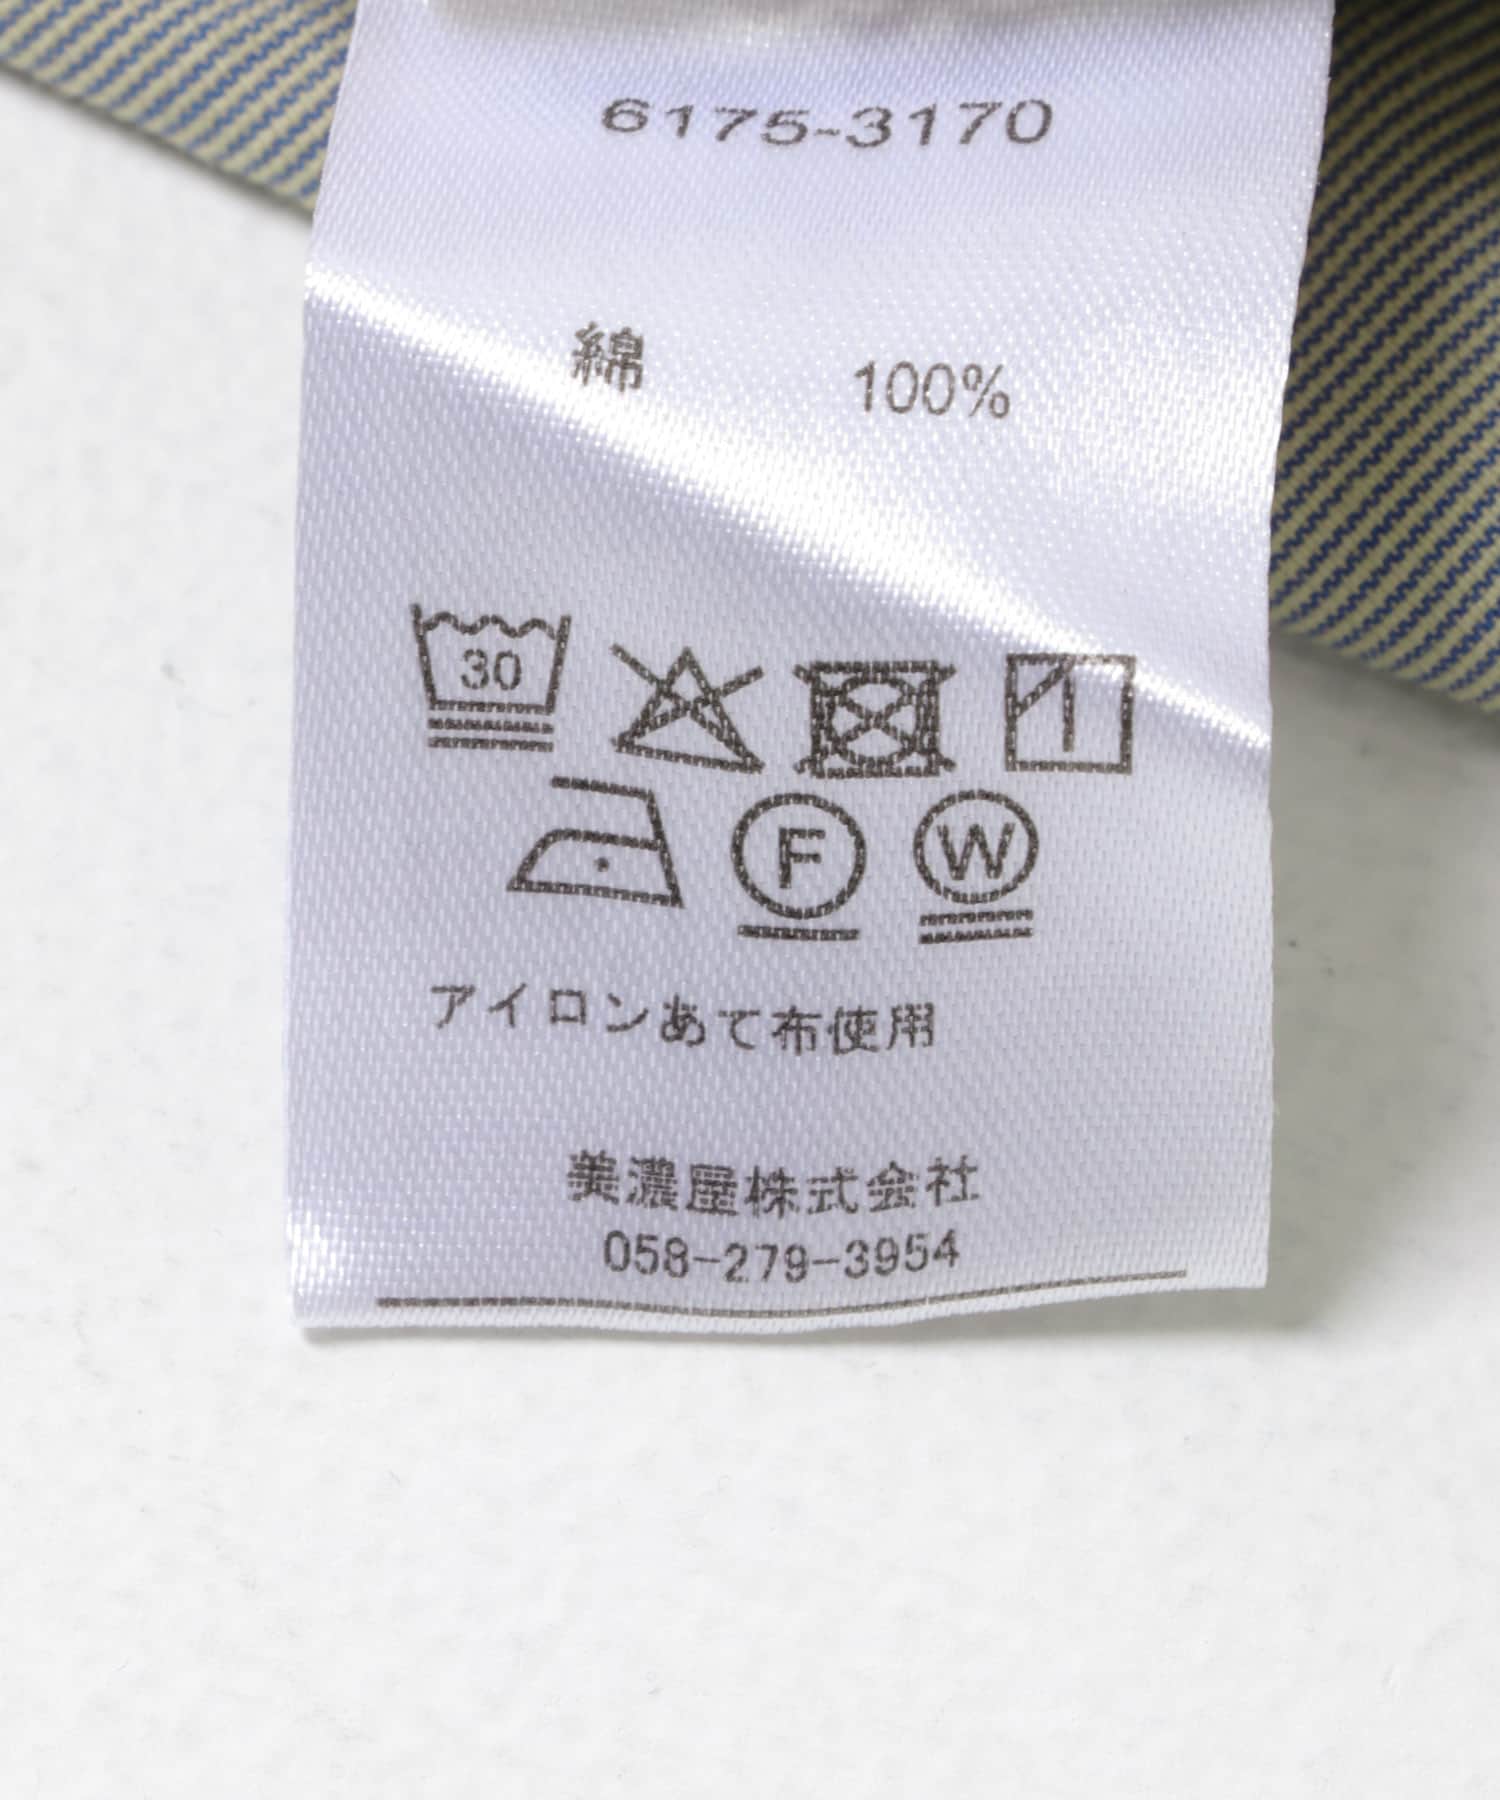 6175-3170
綿 100%
30
F W
アイロンあて布使用
美濃屋株式会社
058-279-3954